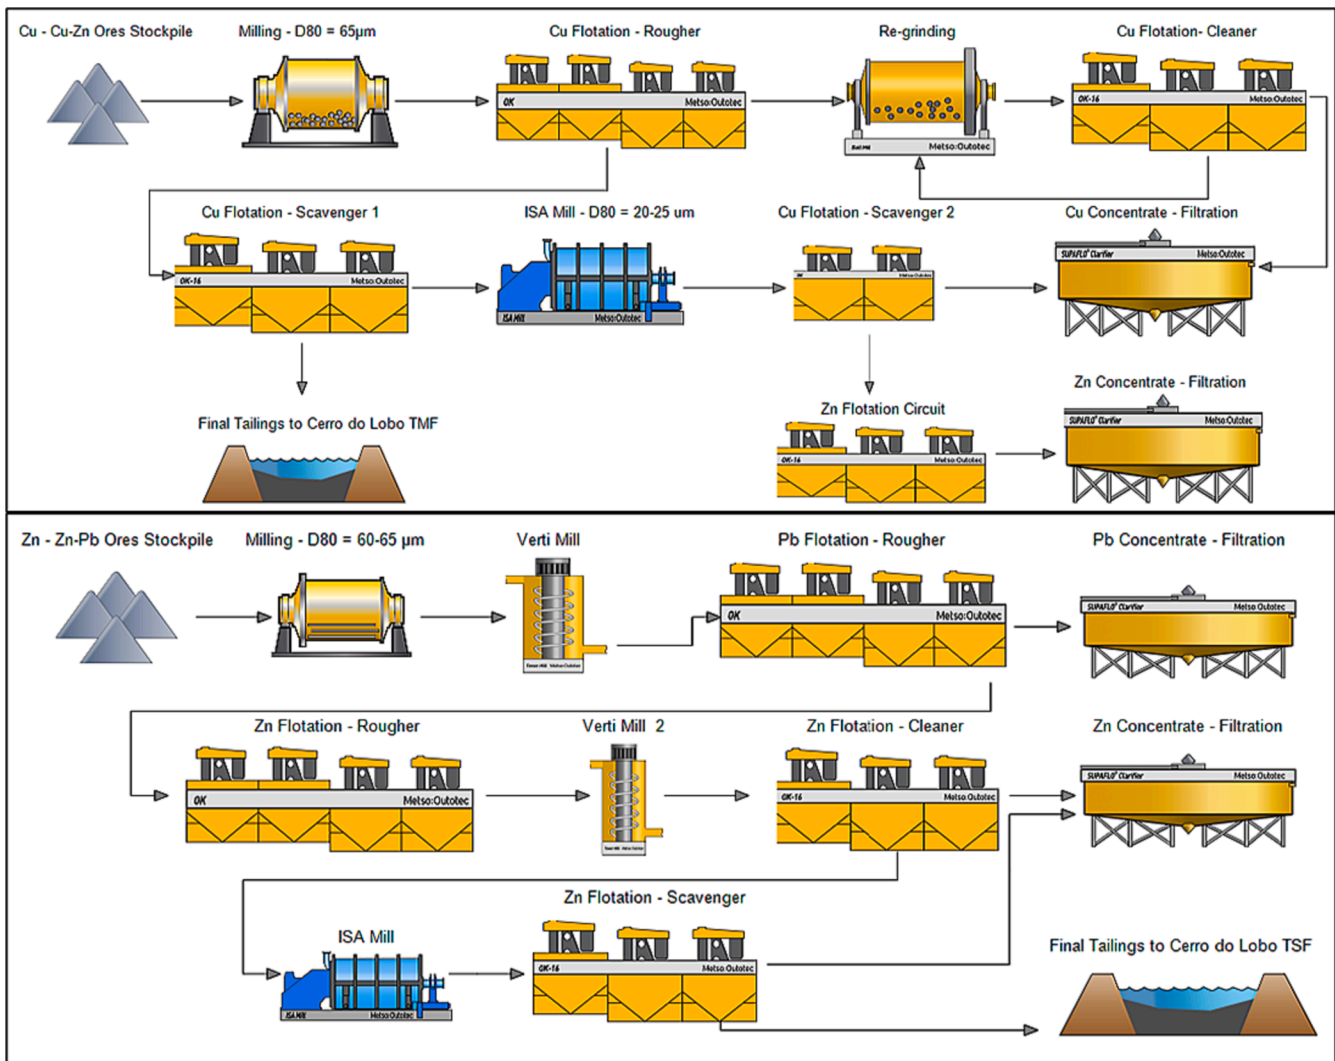 Cu - Cu-Zn Ores Stockpile
Milling - D80 = 65µm
Cu Flotation - Rougher
Re-grinding
Cu Flotation- Cleaner
OK
Metso:Outotec
Ball Mill
Metso:Outotec
OK-16
Metso:Outotec
Cu Flotation - Scavenger 1
ISA Mill - D80 = 20-25 um
Cu Flotation - Scavenger 2
Cu Concentrate - Filtration
OK-16
Metso:Outotec
ISA Mill
Metso:Outotec
OK
Metso:Outotec
SUPAFLO® Clarifier
Metso:Outotec
Final Tailings to Cerro do Lobo TMF
Zn Flotation Circuit
Zn Concentrate - Filtration
OK-16
Metso:Outotec
SUPAFLO® Clarifier
Metso:Outotec
Zn - Zn-Pb Ores Stockpile
Milling - D80 = 60-65 µm
Verti Mill
Pb Flotation - Rougher
Pb Concentrate - Filtration
Metso:Outotec
OK
Metso:Outotec
SUPAFLO® Clarifier
Metso:Outotec
Zn Flotation - Rougher
Verti Mill 2
Zn Flotation - Cleaner
Zn Concentrate - Filtration
OK
Metso:Outotec
OK-16
Metso:Outotec
SUPAFLO® Clarifier
Metso:Outotec
ISA Mill
Zn Flotation - Scavenger
Final Tailings to Cerro do Lobo TSF
ISA Mill
Metso:Outotec
OK-16
Metso:Outotec